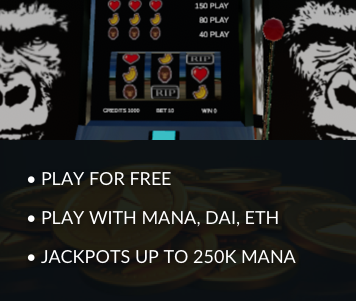 150 PLAY
80 PLAY
40 PLAY
RIP
RIP
CREDITS 1000 BET 10 WIN 0
• PLAY FOR FREE
• PLAY WITH MANA, DAI, ETH
• JACKPOTS UP TO 250K MANA